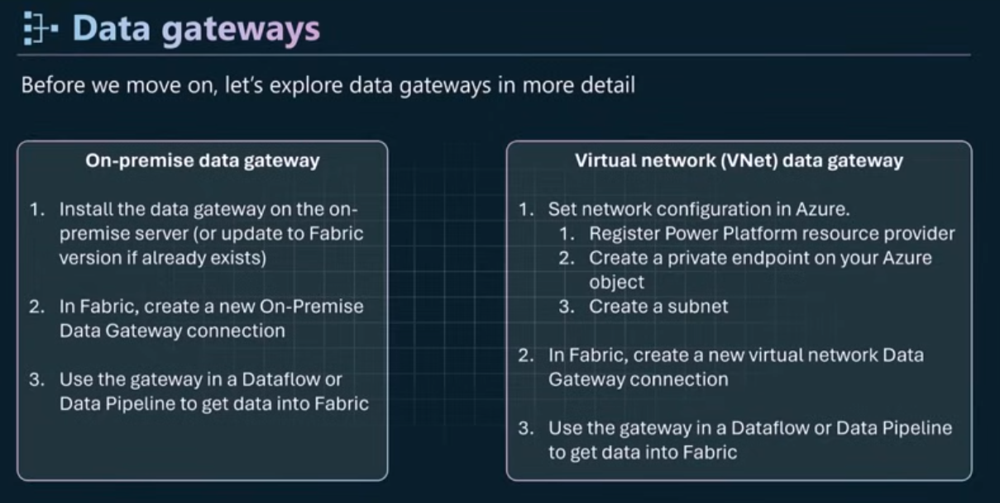 Data gateways
Before we move on, let's explore data gateways in more detail
On-premise data gateway
1. Install the data gateway on the on-
premise server (or update to Fabric
version if already exists)
2. In Fabric, create a new On-Premise
Data Gateway connection
3. Use the gateway in a Dataflow or
Data Pipeline to get data into Fabric
Virtual network (VNet) data gateway
1. Set network configuration in Azure.
1. Register Power Platform resource provider
2. Create a private endpoint on your Azure
object
3. Create a subnet
2. In Fabric, create a new virtual network Data
Gateway connection
3. Use the gateway in a Dataflow or Data Pipeline
to get data into Fabric